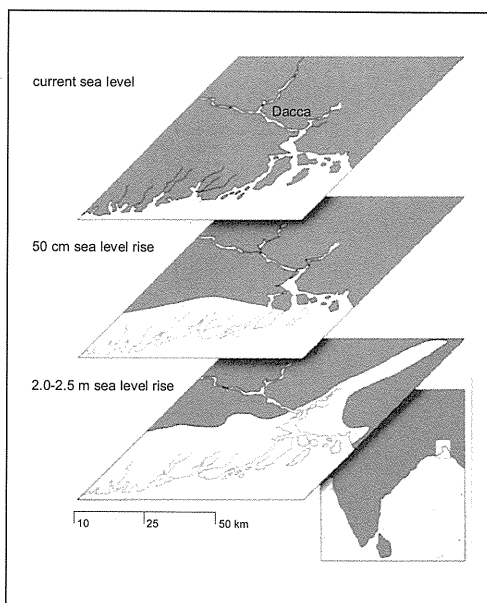 current sea level
Dacca
50 cm sea level rise
2.0-2.5 m sea level rise
10 25 50 km